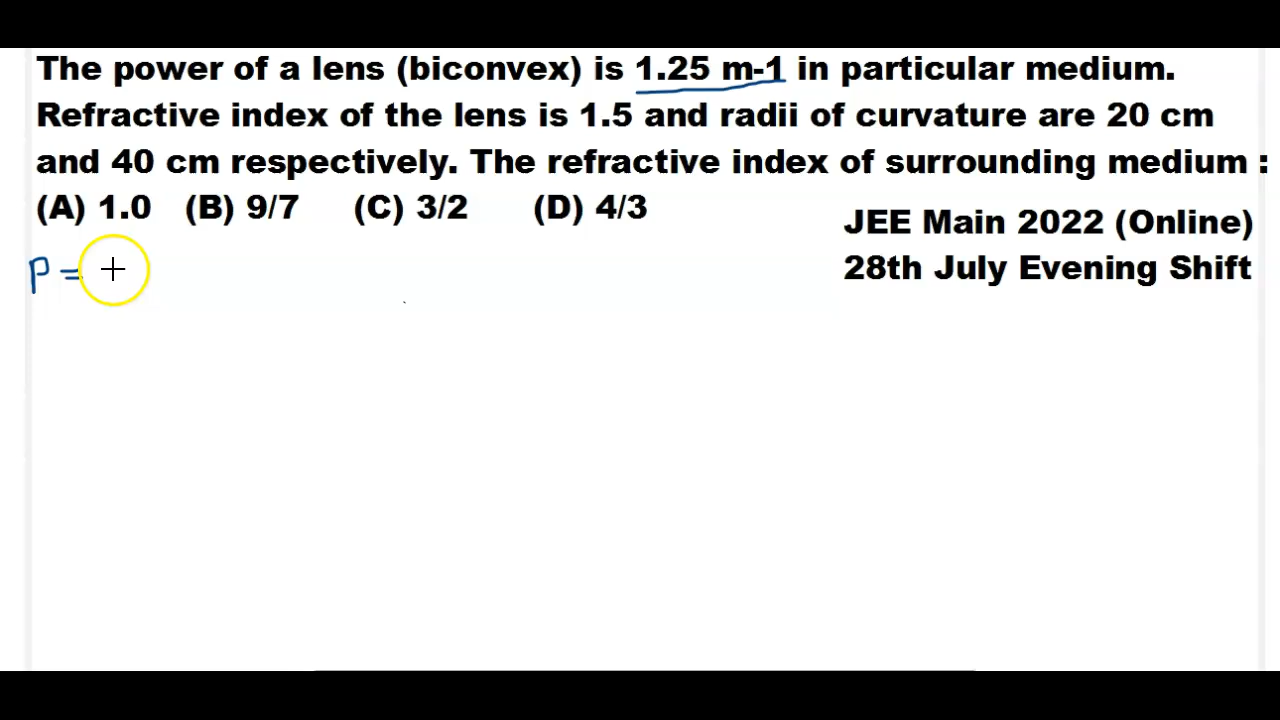 The power of a lens (biconvex) is 1.25 m-1 in particular medium.
Refractive index of the lens is 1.5 and radii of curvature are 20 cm
and 40 cm respectively. The refractive index of surrounding medium :
(A) 1.0 (B) 9/7 (C) 3/2 (D) 4/3
JEE Main 2022 (Online)
28th July Evening Shift
P =